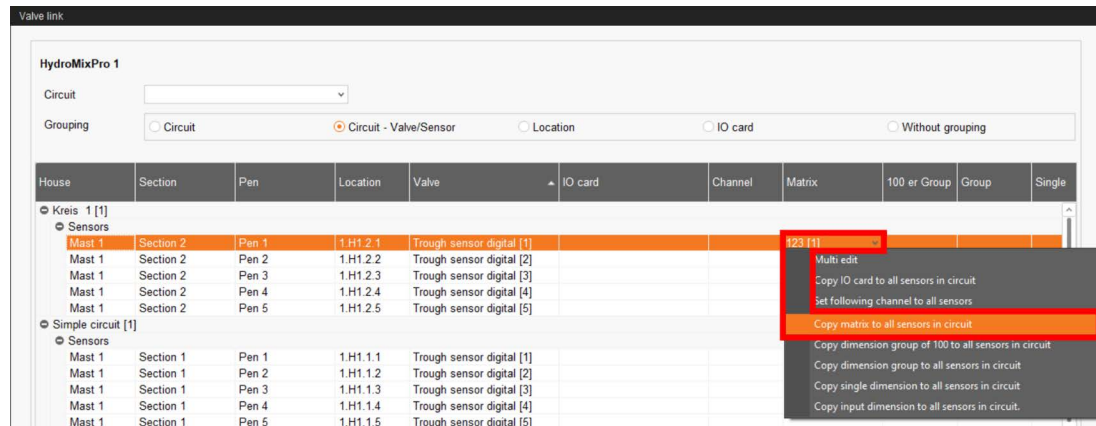 Valve link
HydroMixPro 1
Circuit
Grouping Circuit Circuit - Valve/Sensor Location IO card Without grouping
House Section Pen Location Valve IO card Channel Matrix 100 er Group Group Single
Kreis 1 [1]
Sensors
Mast 1 Section 2 Pen 1 1.H1.2.1 Trough sensor digital [1] 123 [1]
Mast 1 Section 2 Pen 2 1.H1.2.2 Trough sensor digital [2] Multi edit
Mast 1 Section 2 Pen 3 1.H1.2.3 Trough sensor digital [3] Copy IO card to all sensors in circuit
Mast 1 Section 2 Pen 4 1.H1.2.4 Trough sensor digital [4] Set following channel to all sensors
Mast 1 Section 2 Pen 5 1.H1.2.5 Trough sensor digital [5]
Simple circuit [1] Copy matrix to all sensors in circuit
Sensors Copy dimension group of 100 to all sensors in circuit
Mast 1 Section 1 Pen 1 1.H1.1.1 Trough sensor digital [1] Copy dimension group to all sensors in circuit
Mast 1 Section 1 Pen 2 1.H1.1.2 Trough sensor digital [2]
Mast 1 Section 1 Pen 3 1.H1.1.3 Trough sensor digital [3] Copy single dimension to all sensors in circuit
Mast 1 Section 1 Pen 4 1.H1.1.4 Trough sensor digital [4] Copy input dimension to all sensors in circuit.
Mast 1 Section 1 Pen 5 1.H1.1.5 Trough sensor digital [5]